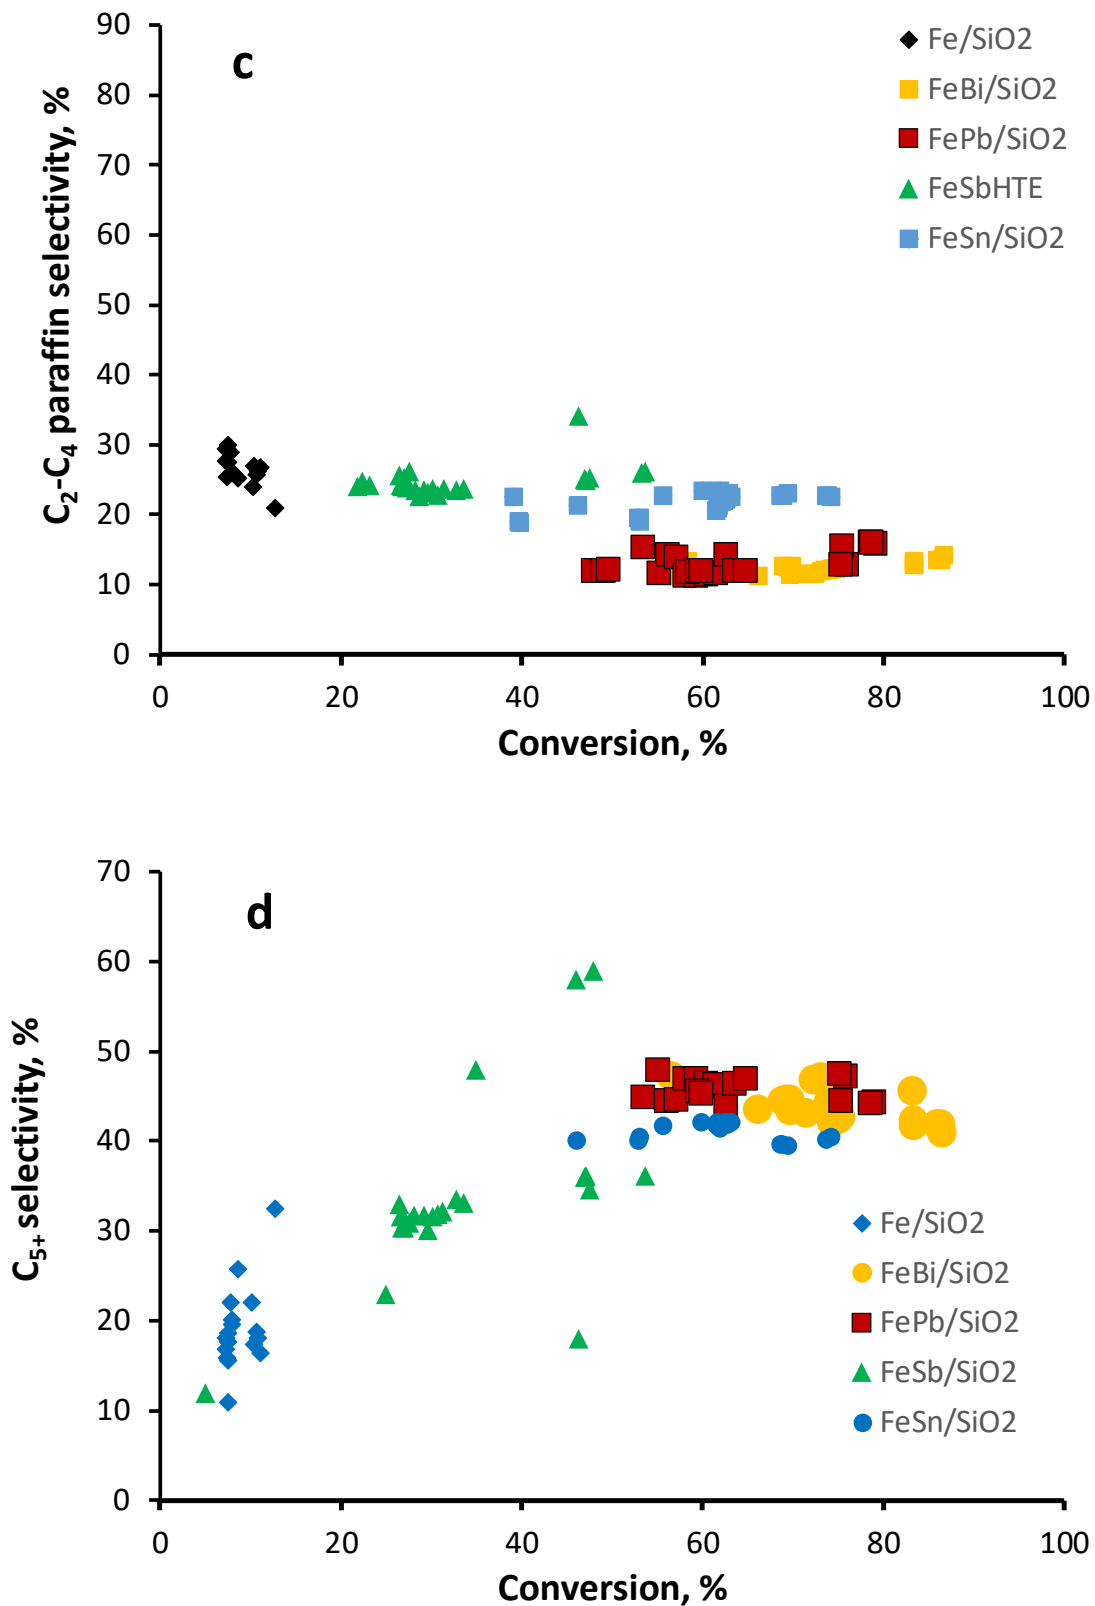 c
C2-C4 paraffin selectivity, %
90
80
70
60
50
40
30
20
10
0
0 20 40 60 80 100
Conversion, %
Fe/SiO2
FeBi/SiO2
FePb/SiO2
FeSbHTE
FeSn/SiO2
d
C5+ selectivity, %
70
60
50
40
30
20
10
0
0 20 40 60 80 100
Conversion, %
Fe/SiO2
FeBi/SiO2
FePb/SiO2
FeSb/SiO2
FeSn/SiO2